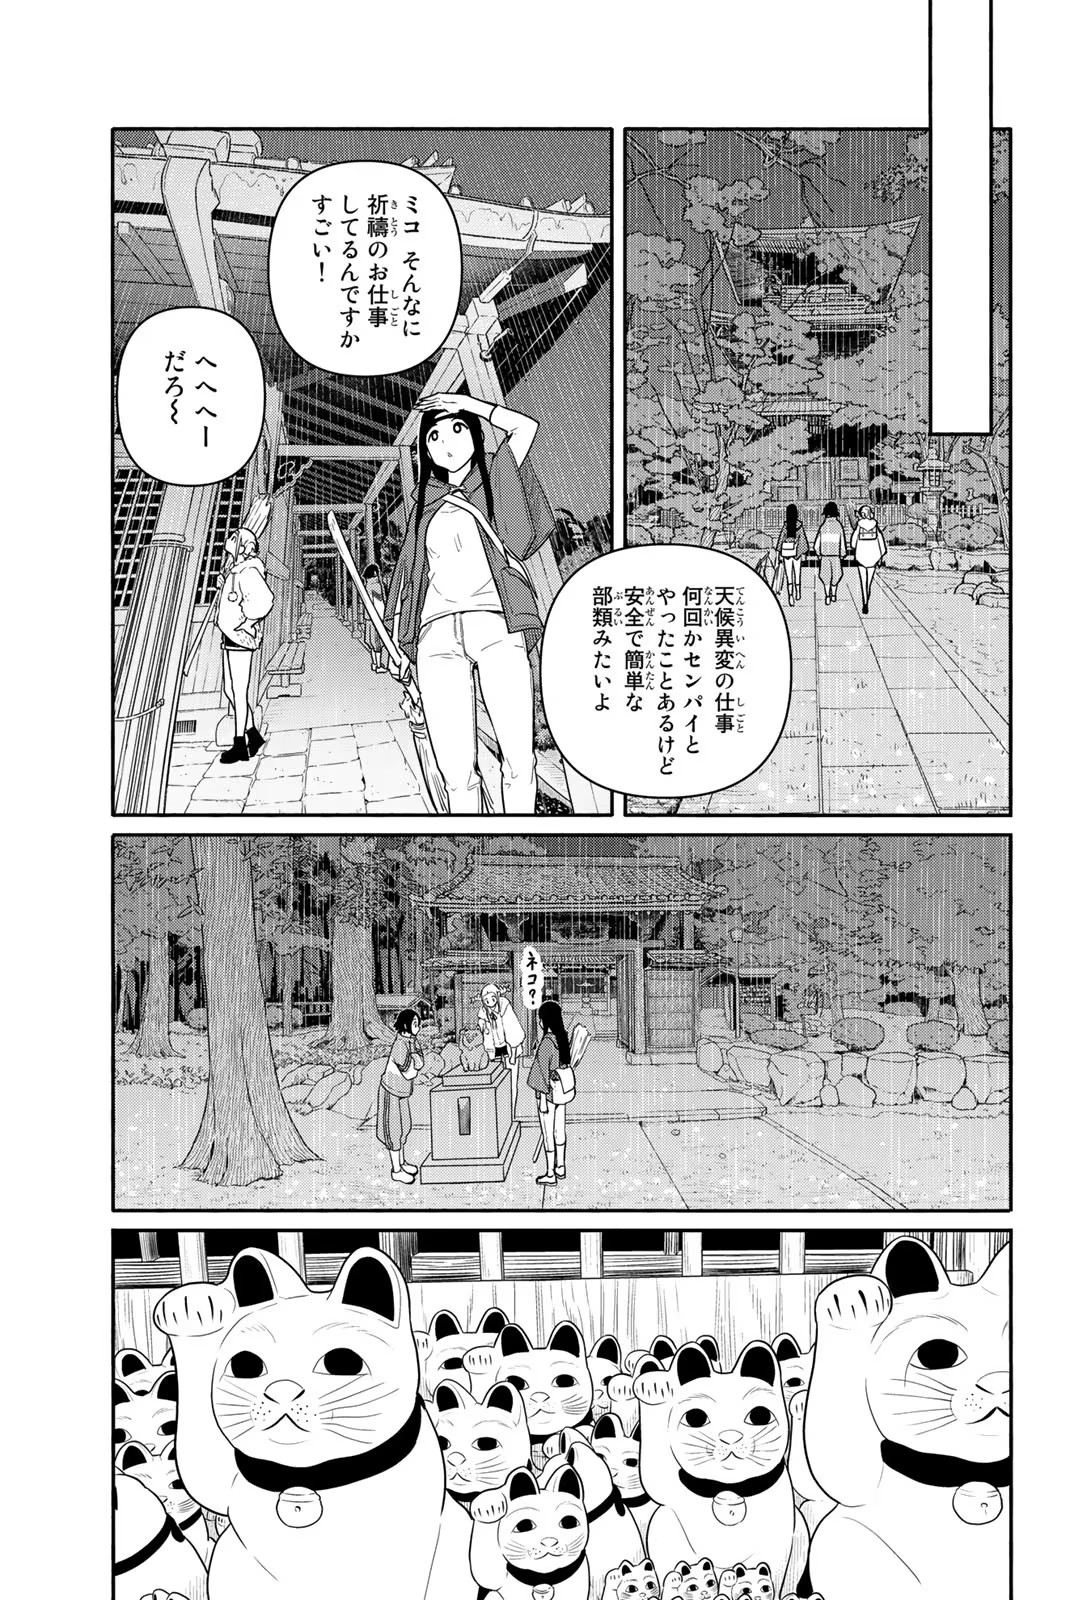 天候異変の仕事
何回かセンパイと
やったことあるけど
安全で簡単な
部類みたいよ
ミコ そんなに
祈禱のお仕事
してるんですか
すごい！
へへへー
だろ〜
ネコ？